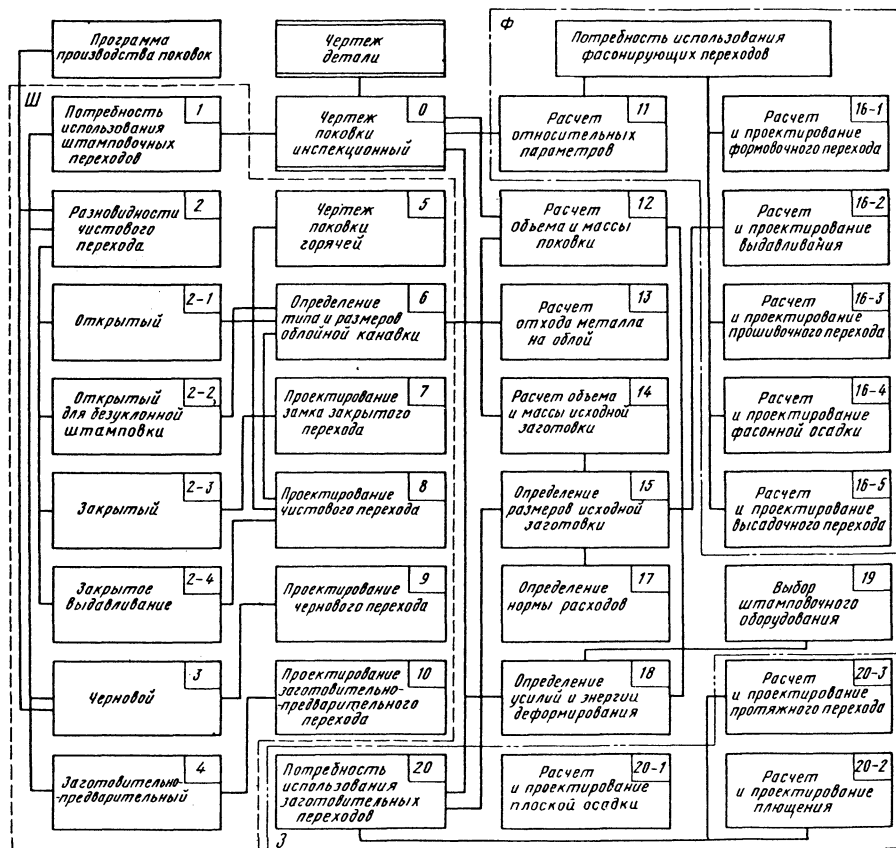 Программа
производства поковок
Чертеж
детали
Ф
Потребность использования
фасонирующих переходов
Ш
Потребность
использования
штамповочных
переходов
1
Чертеж
поковки
инспекционный
0
Расчет
относительных
параметров
11
Расчет
и проектирование
формовочного перехода
16-1
Разновидности
чистового
перехода
2
Чертеж
поковки
горячей
5
Расчет
объема и массы
поковки
12
Расчет
и проектирование
выдавливания
16-2
Открытый
2-1
Определение
типа и размеров
облойной канавки
6
Расчет
отхода металла
на облой
13
Расчет
и проектирование
прошивочного перехода
16-3
Открытый
для безуклонной
штамповки
2-2
Проектирование
замка закрытого
перехода
7
Расчет объема
и массы исходной
заготовки
14
Расчет
и проектирование
фасонной осадки
16-4
Закрытый
2-3
Проектирование
чистового перехода
8
Определение
размеров исходной
заготовки
15
Расчет
и проектирование
высадочного перехода
16-5
Закрытое
выдавливание
2-4
Проектирование
чернового перехода
9
Определение
нормы расходов
17
Выбор
штамповочного
оборудования
19
Черновой
3
Проектирование
заготовительно-
-предварительного
перехода
10
Определение
усилий и энергии
деформирования
18
Расчет
и проектирование
протяжного перехода
20-3
Заготовительно-
-предварительный
4
Потребность
использования
заготовительных
переходов
20
Расчет
и проектирование
плоской осадки
20-1
Расчет
и проектирование
плющения
20-2
З